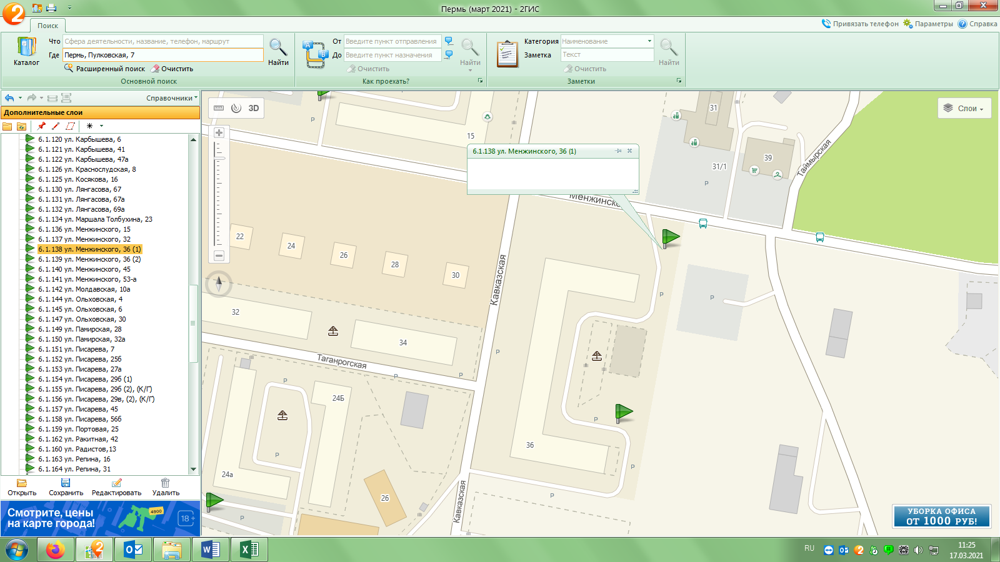 Пермь (март 2021) - 2ГИС
Поиск
Привязать телефон
Параметры
Справка
Каталог
Что
Сфера деятельности, название, телефон, маршрут
Где
Пермь, Пулковская, 7
Расширенный поиск
Очистить
Найти
Основной поиск
От
Введите пункт отправления
До
Введите пункт назначения
Очистить
Найти
Как проехать?
Категория
Наименование
Заметка
Текст
Очистить
Найти
Заметки
Справочники
Дополнительные слои
6.1.120 ул. Карбышева, 6
6.1.121 ул. Карбышева, 41
6.1.122 ул. Карбышева, 47а
6.1.126 ул. Краснослудская, 8
6.1.125 ул. Косякова, 16
6.1.130 ул. Лянгасова, 67
6.1.131 ул. Лянгасова, 67а
6.1.132 ул. Лянгасова, 69а
6.1.134 ул. Маршала Толбухина, 23
6.1.136 ул. Менжинского, 15
6.1.137 ул. Менжинского, 32
6.1.138 ул. Менжинского, 36 (1)
6.1.139 ул. Менжинского, 36 (2)
6.1.140 ул. Менжинского, 45
6.1.141 ул. Менжинского, 53-а
6.1.142 ул. Молдавская, 10а
6.1.144 ул. Ольховская, 4
6.1.145 ул. Ольховская, 6
6.1.147 ул. Ольховская, 30
6.1.149 ул. Памирская, 28
6.1.150 ул. Памирская, 32а
6.1.151 ул. Писарева, 7
6.1.152 ул. Писарева, 25б
6.1.153 ул. Писарева, 27а
6.1.154 ул. Писарева, 29б (1)
6.1.155 ул. Писарева, 29б (2), (К/Г)
6.1.156 ул. Писарева, 29в, (2), (К/Г)
6.1.157 ул. Писарева, 45
6.1.158 ул. Писарева, 56б
6.1.159 ул. Портовая, 25
6.1.162 ул. Ракитная, 42
6.1.160 ул. Радистов,13
6.1.163 ул. Репина, 16
6.1.164 ул. Репина, 31
Открыть
Сохранить
Редактировать
Удалить
Смотрите, цены
на карте города!
4900
18+
3D
Слои
6.1.138 ул. Менжинского, 36 (1)
P
15
31
31/1
39
P
Таймырская
Менжинско
22
24
26
28
30
Кавказская
32
34
Таганрогская
P
P
P
P
P
P
24Б
P
24а
P
26
36
P
P
P
Кавказская
P
УБОРКА ОФИСА
ОТ 1000 РУБ!
RU
11:25
17.03.2021